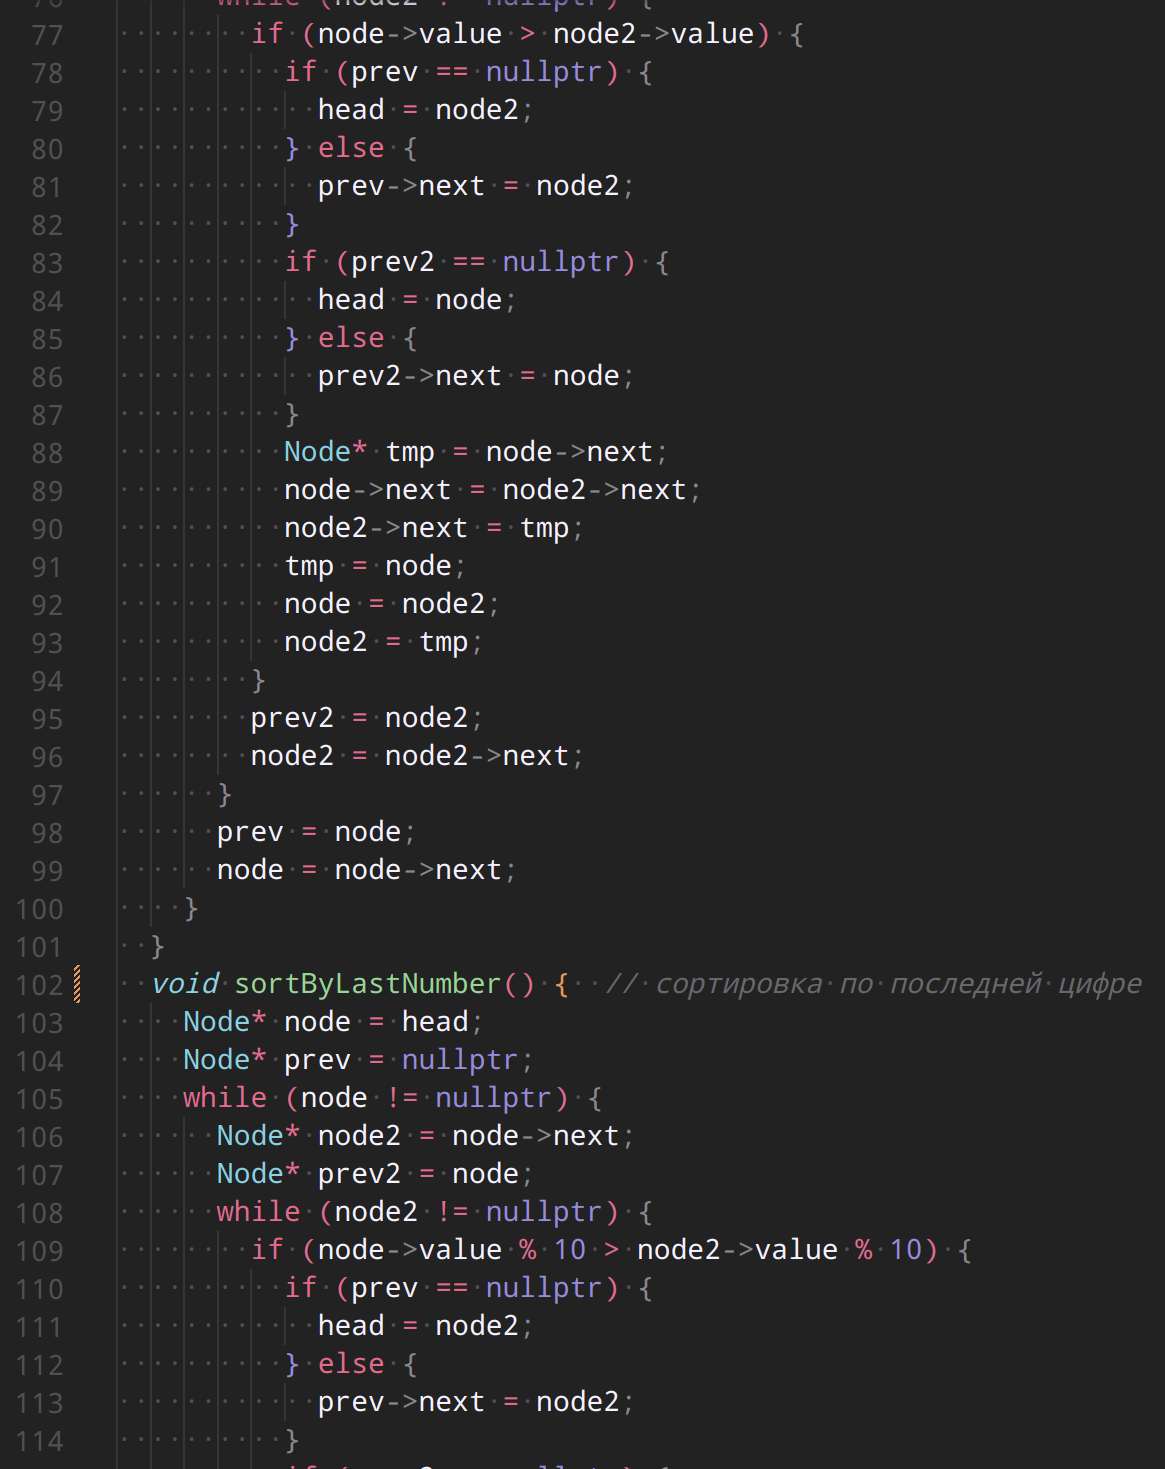 76 while (node2 != nullptr) {
77 if (node->value > node2->value) {
78 if (prev == nullptr) {
79 head = node2;
80 } else {
81 prev->next = node2;
82 }
83 if (prev2 == nullptr) {
84 head = node;
85 } else {
86 prev2->next = node;
87 }
88 Node* tmp = node->next;
89 node->next = node2->next;
90 node2->next = tmp;
91 tmp = node;
92 node = node2;
93 node2 = tmp;
94 }
95 prev2 = node2;
96 node2 = node2->next;
97 }
98 prev = node;
99 node = node->next;
100 }
101 }
102 void sortByLastNumber() { // сортировка по последней цифре
103 Node* node = head;
104 Node* prev = nullptr;
105 while (node != nullptr) {
106 Node* node2 = node->next;
107 Node* prev2 = node;
108 while (node2 != nullptr) {
109 if (node->value % 10 > node2->value % 10) {
110 if (prev == nullptr) {
111 head = node2;
112 } else {
113 prev->next = node2;
114 }